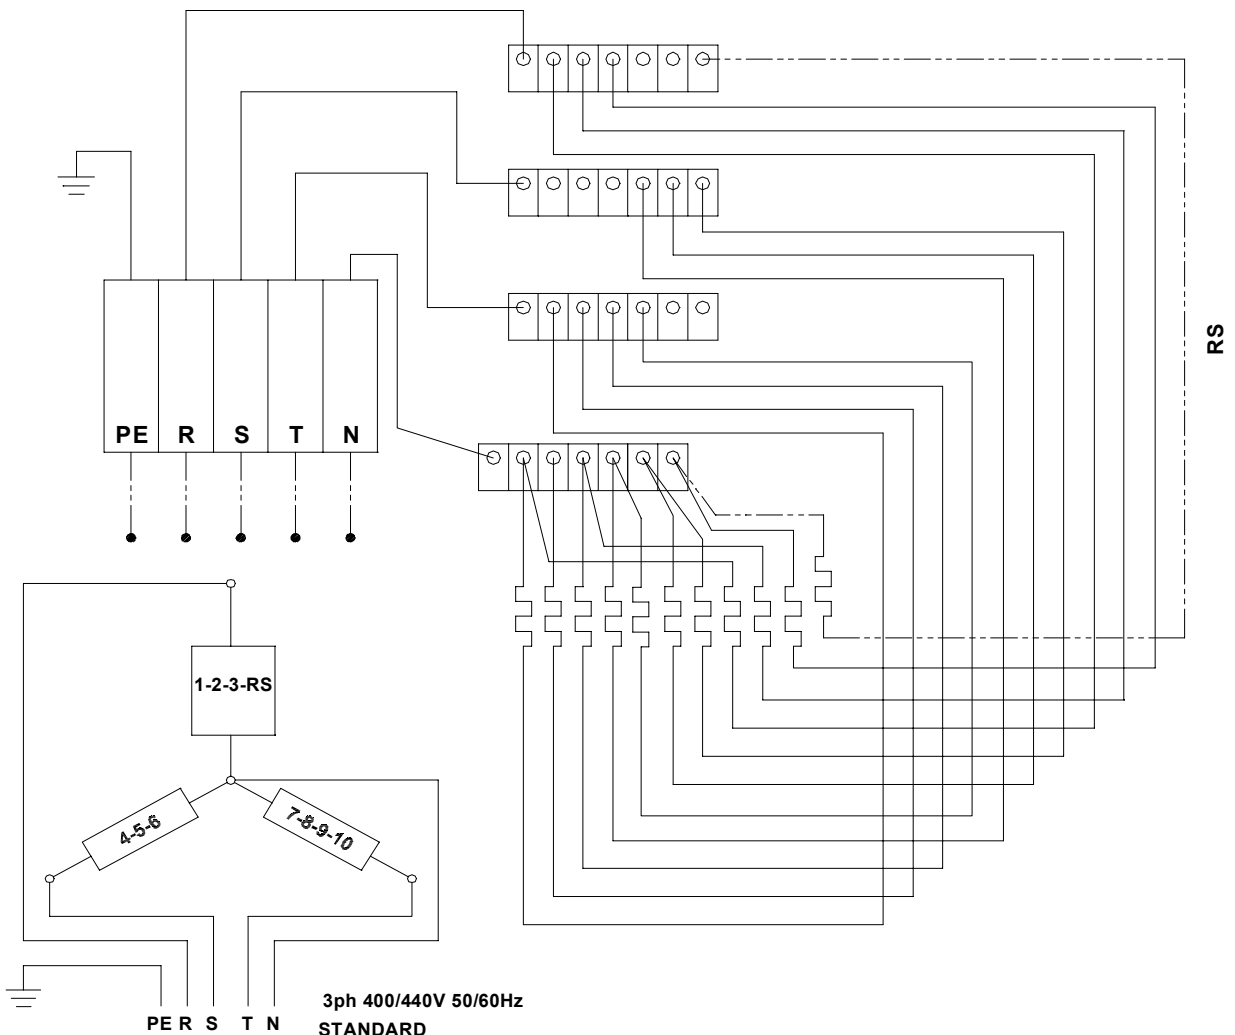 RS
PE R S T N
1-2-3-RS
4-5-6
7-8-9-10
3ph 400/440V 50/60Hz
PE R S T N
STANDARD